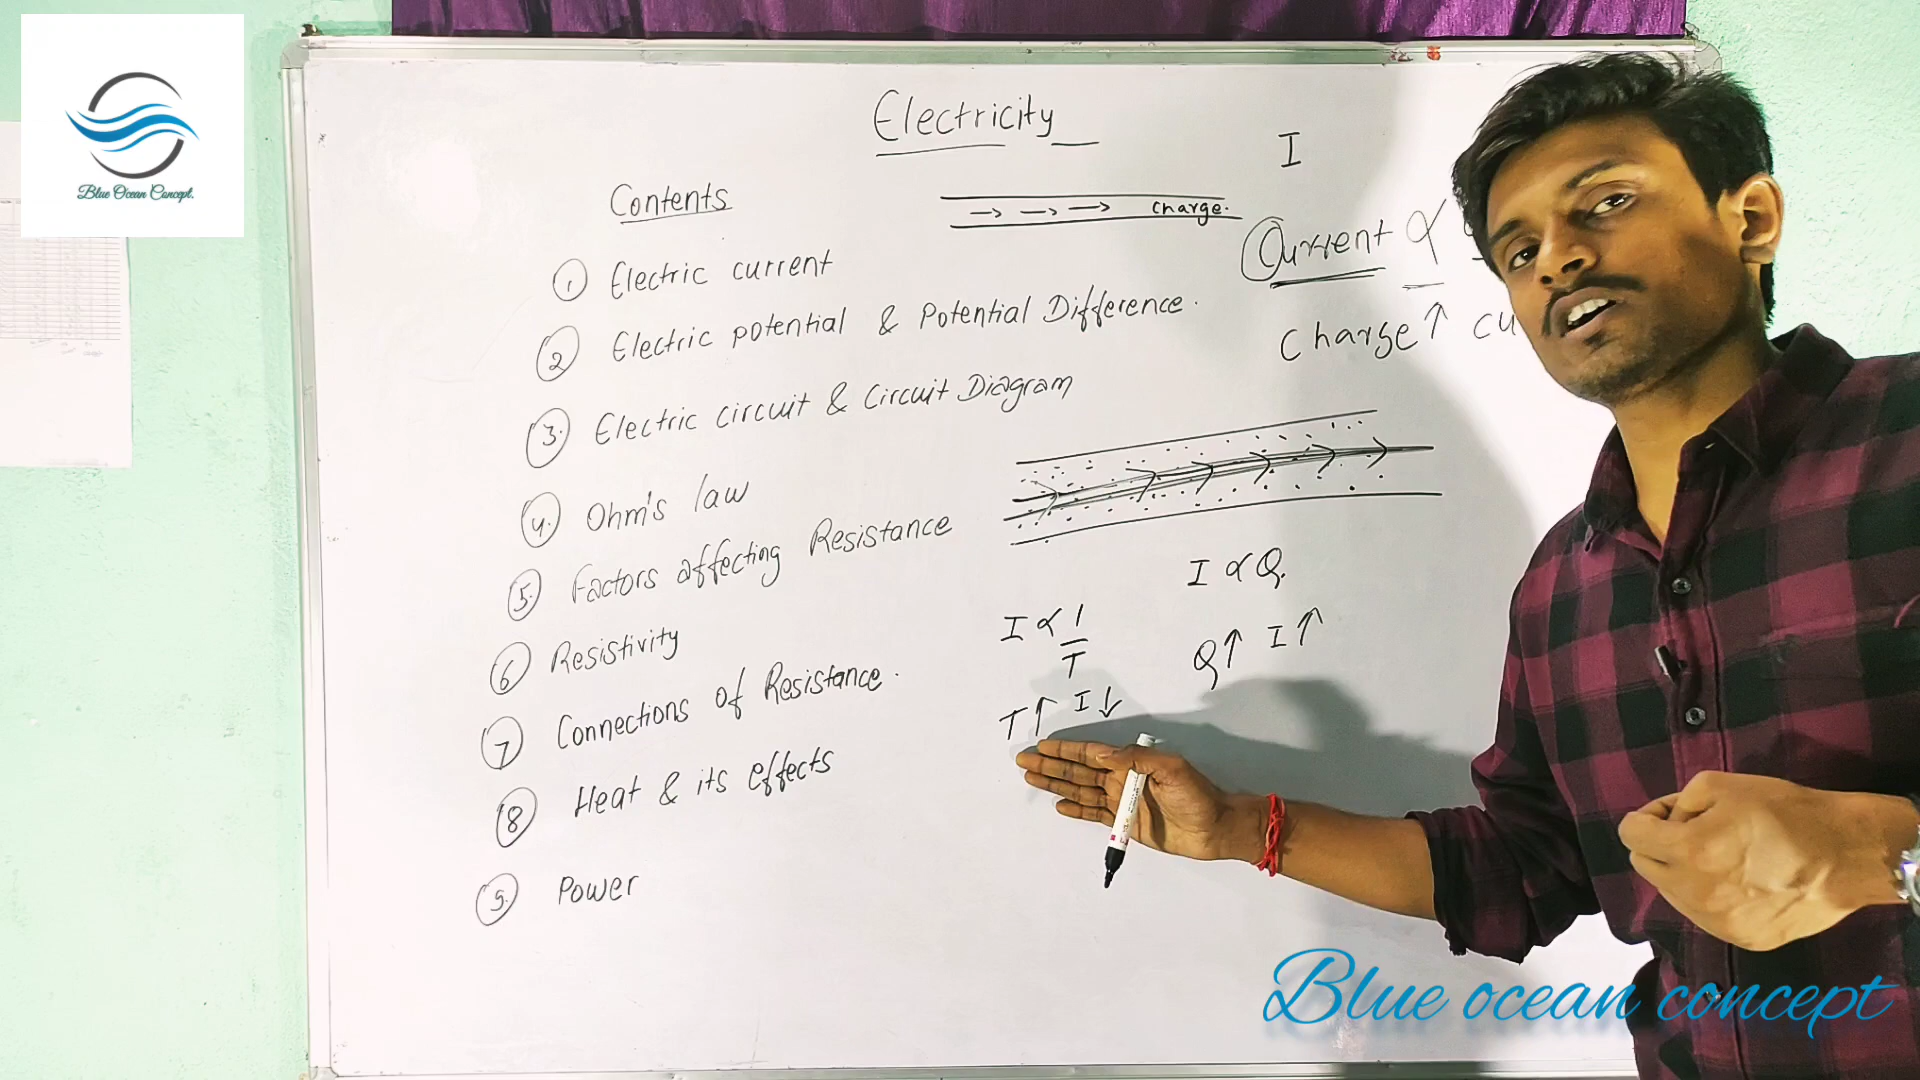 Blue Ocean Concept.
Electricity
Contents
① Electric current
② Electric potential & Potential Difference.
③ Electric circuit & Circuit Diagram
④ Ohm's law
⑤ Factors affecting Resistance
⑥ Resistivity
⑦ Connections of Resistance.
⑧ Heat & its effects
⑨ Power
charge.
I
Current ∝
Charge↑ cu
I ∝ Q.
Q↑ I↑
I ∝ 1/T
T↑ I↓
Blue ocean concept